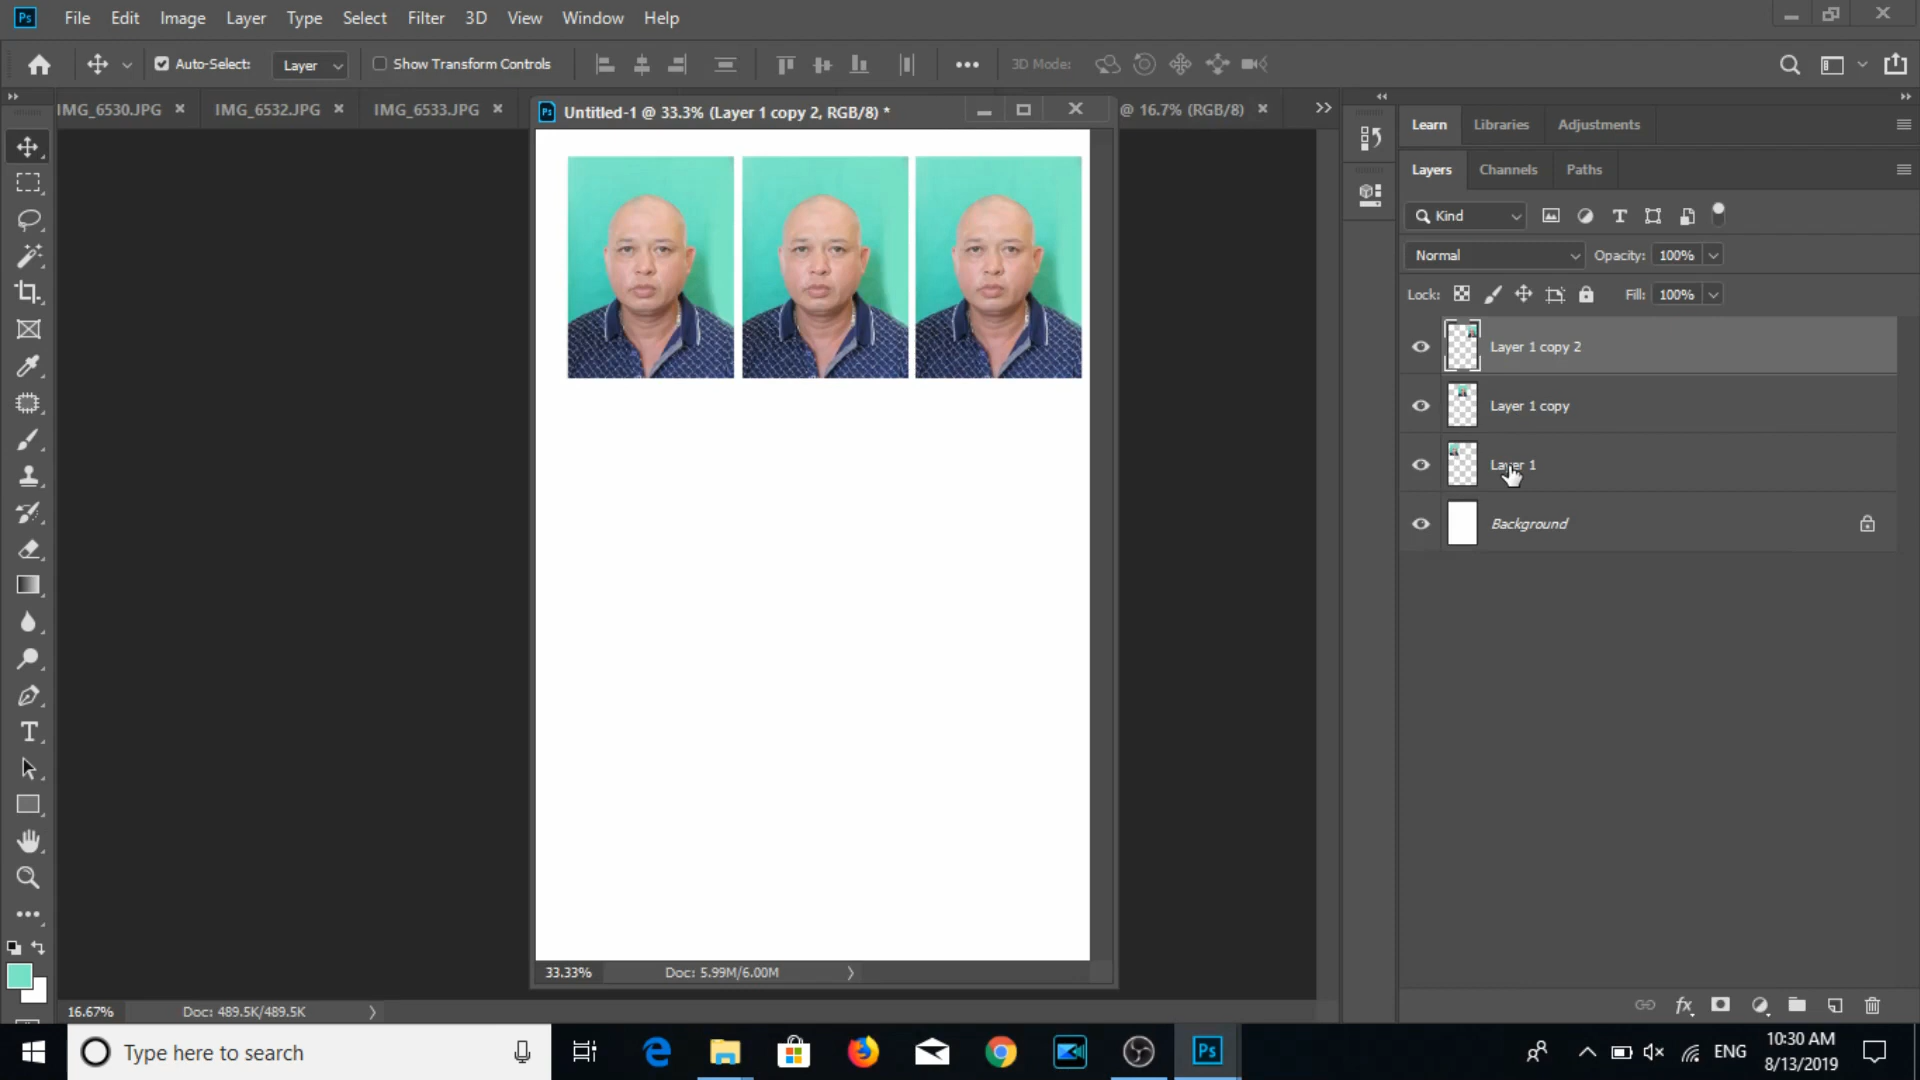 Ps File Edit Image Layer Type Select Filter 3D View Window Help
Auto-Select: Layer Show Transform Controls 3D Mode:
IMG_6530.JPG IMG_6532.JPG IMG_6533.JPG @ 16.7% (RGB/8)
Ps Untitled-1 @ 33.3% (Layer 1 copy 2, RGB/8) *
Learn Libraries Adjustments
Layers Channels Paths
Kind
Normal Opacity: 100%
Lock: Fill: 100%
Layer 1 copy 2
Layer 1 copy
Layer 1
Background
33.33% Doc: 5.99M/6.00M
16.67% Doc: 489.5K/489.5K
Type here to search
Ps
ENG
10:30 AM
8/13/2019